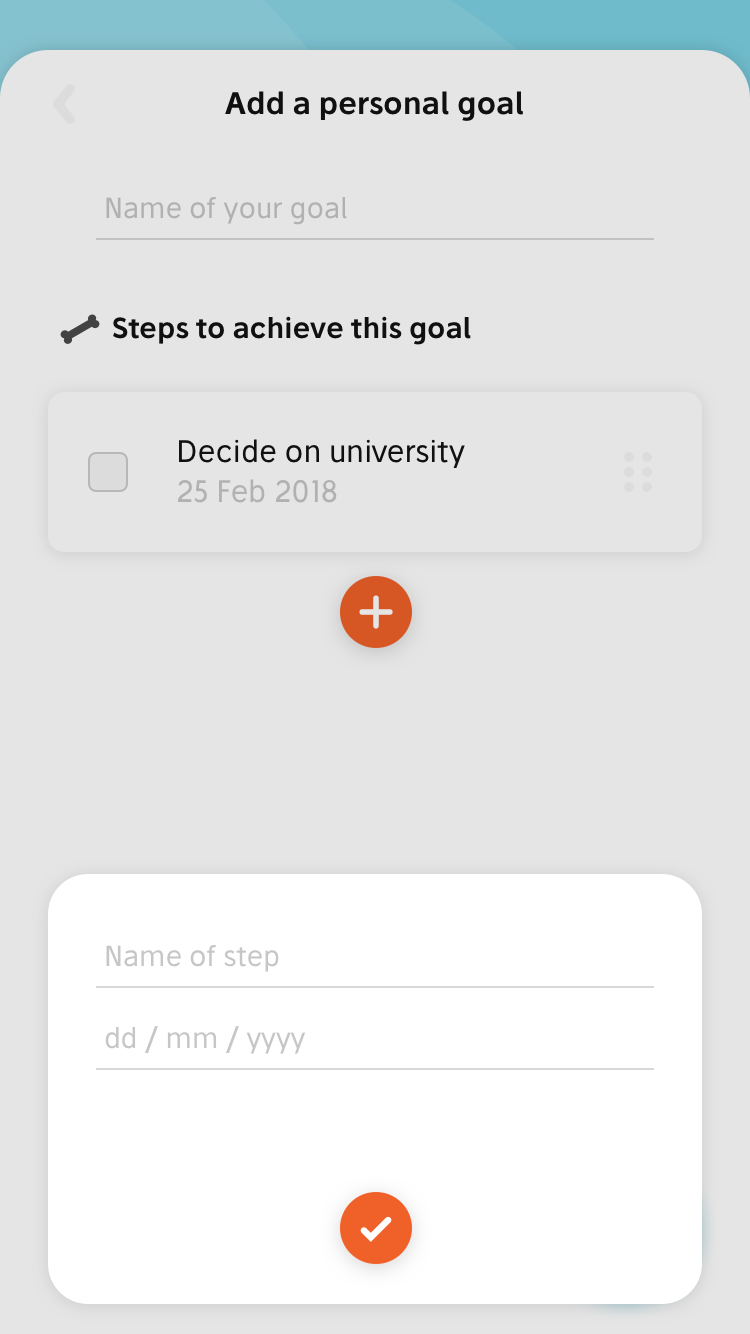 Add a personal goal
Name of your goal
Steps to achieve this goal
Decide on university
25 Feb 2018
Name of step
dd / mm / yyyy